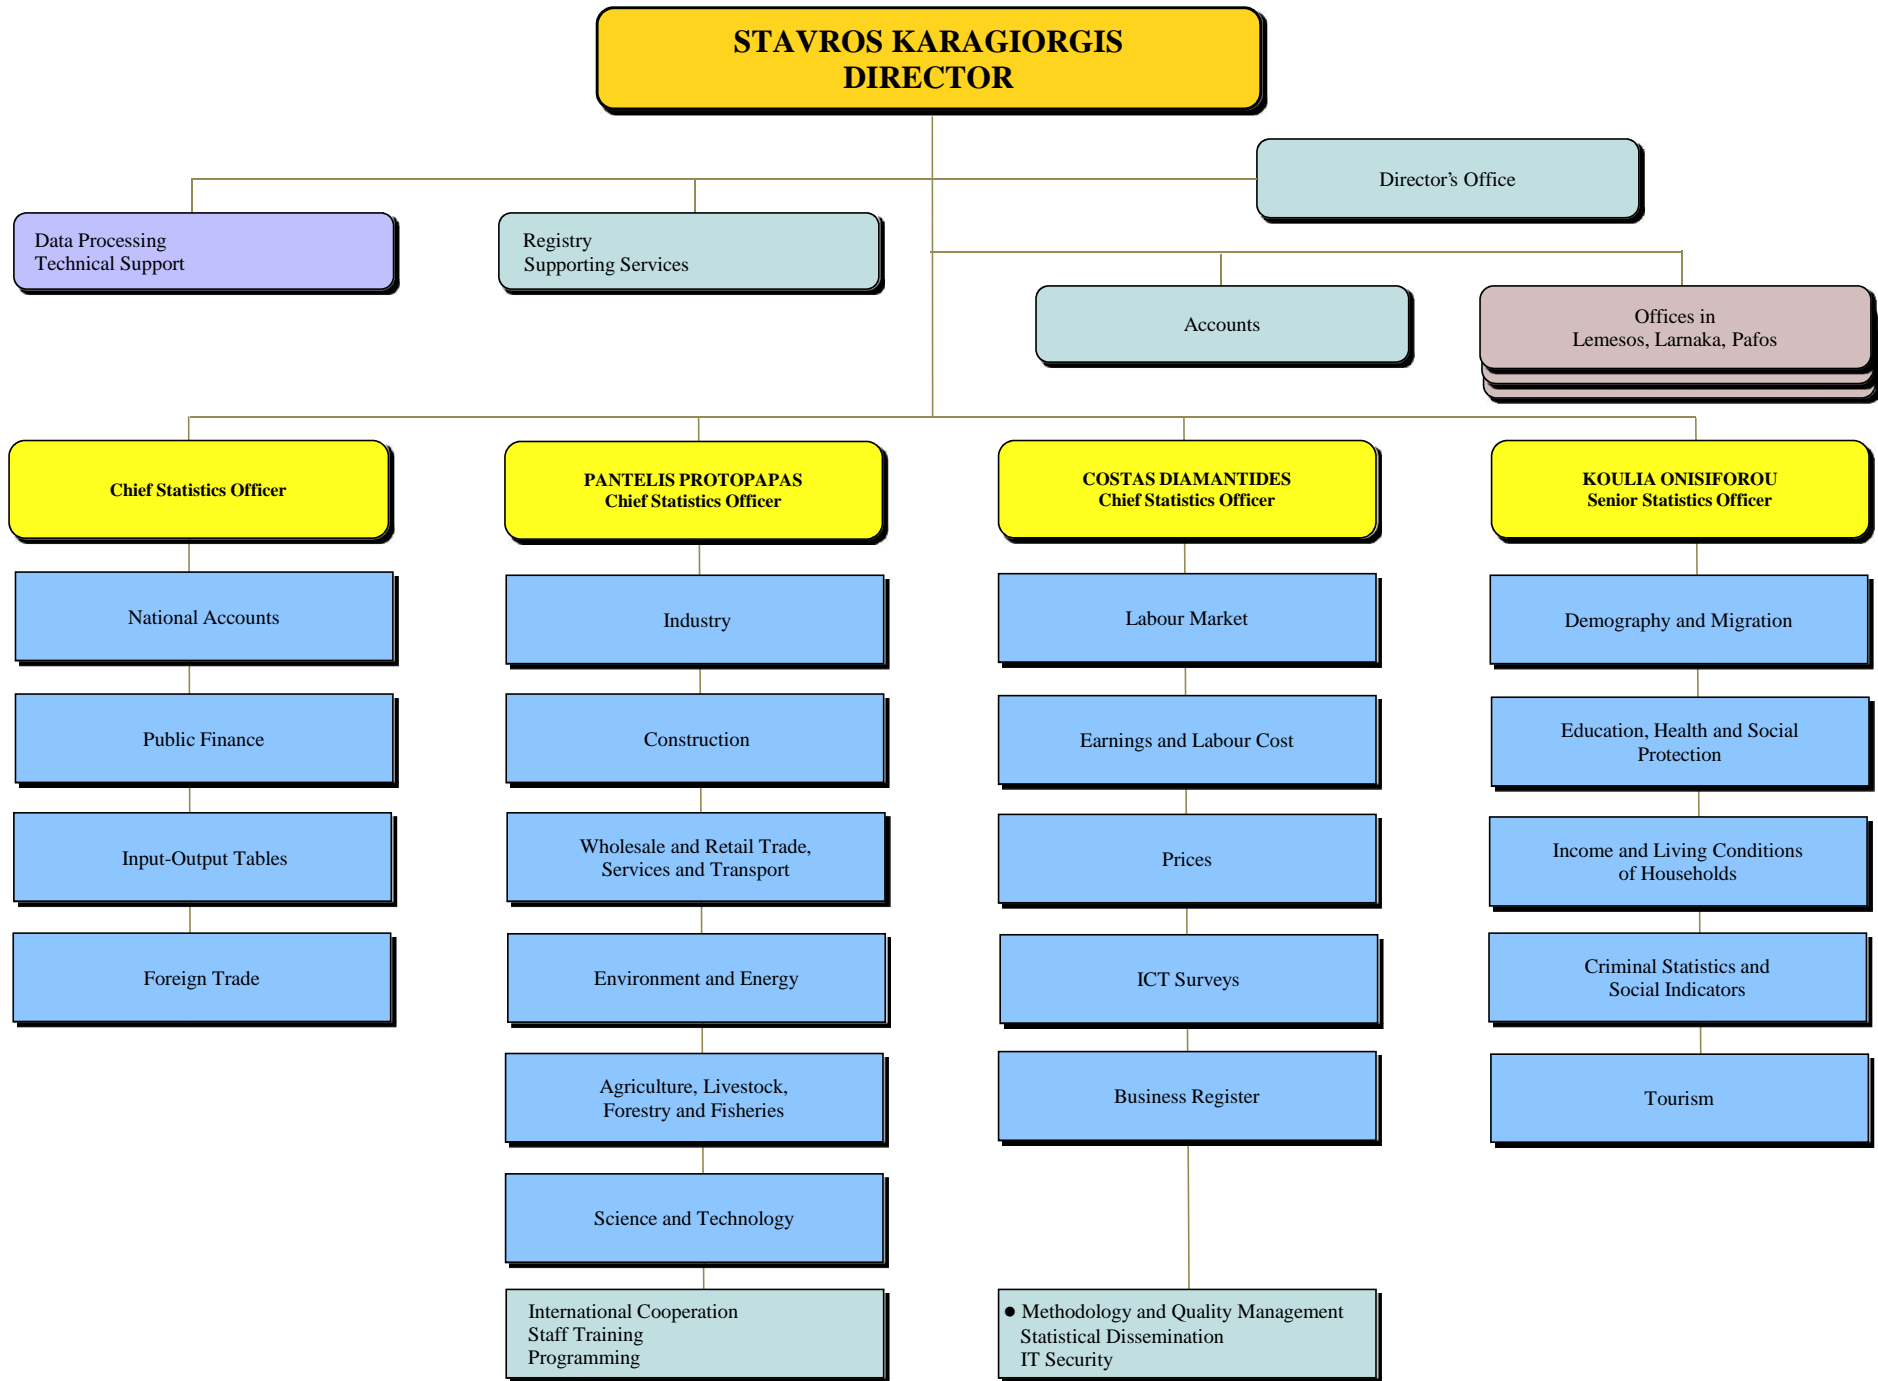 STAVROS KARAGIORGIS
DIRECTOR
Director's Office
Data Processing
Technical Support
Registry
Supporting Services
Accounts
Offices in
Lemesos, Larnaka, Pafos
Chief Statistics Officer
National Accounts
Public Finance
Input-Output Tables
Foreign Trade
PANTELIS PROTOPAPAS
Chief Statistics Officer
Industry
Construction
Wholesale and Retail Trade,
Services and Transport
Environment and Energy
Agriculture, Livestock,
Forestry and Fisheries
Science and Technology
International Cooperation
Staff Training
Programming
COSTAS DIAMANTIDES
Chief Statistics Officer
Labour Market
Earnings and Labour Cost
Prices
ICT Surveys
Business Register
● Methodology and Quality Management
Statistical Dissemination
IT Security
KOULIA ONISIFOROU
Senior Statistics Officer
Demography and Migration
Education, Health and Social
Protection
Income and Living Conditions
of Households
Criminal Statistics and
Social Indicators
Tourism